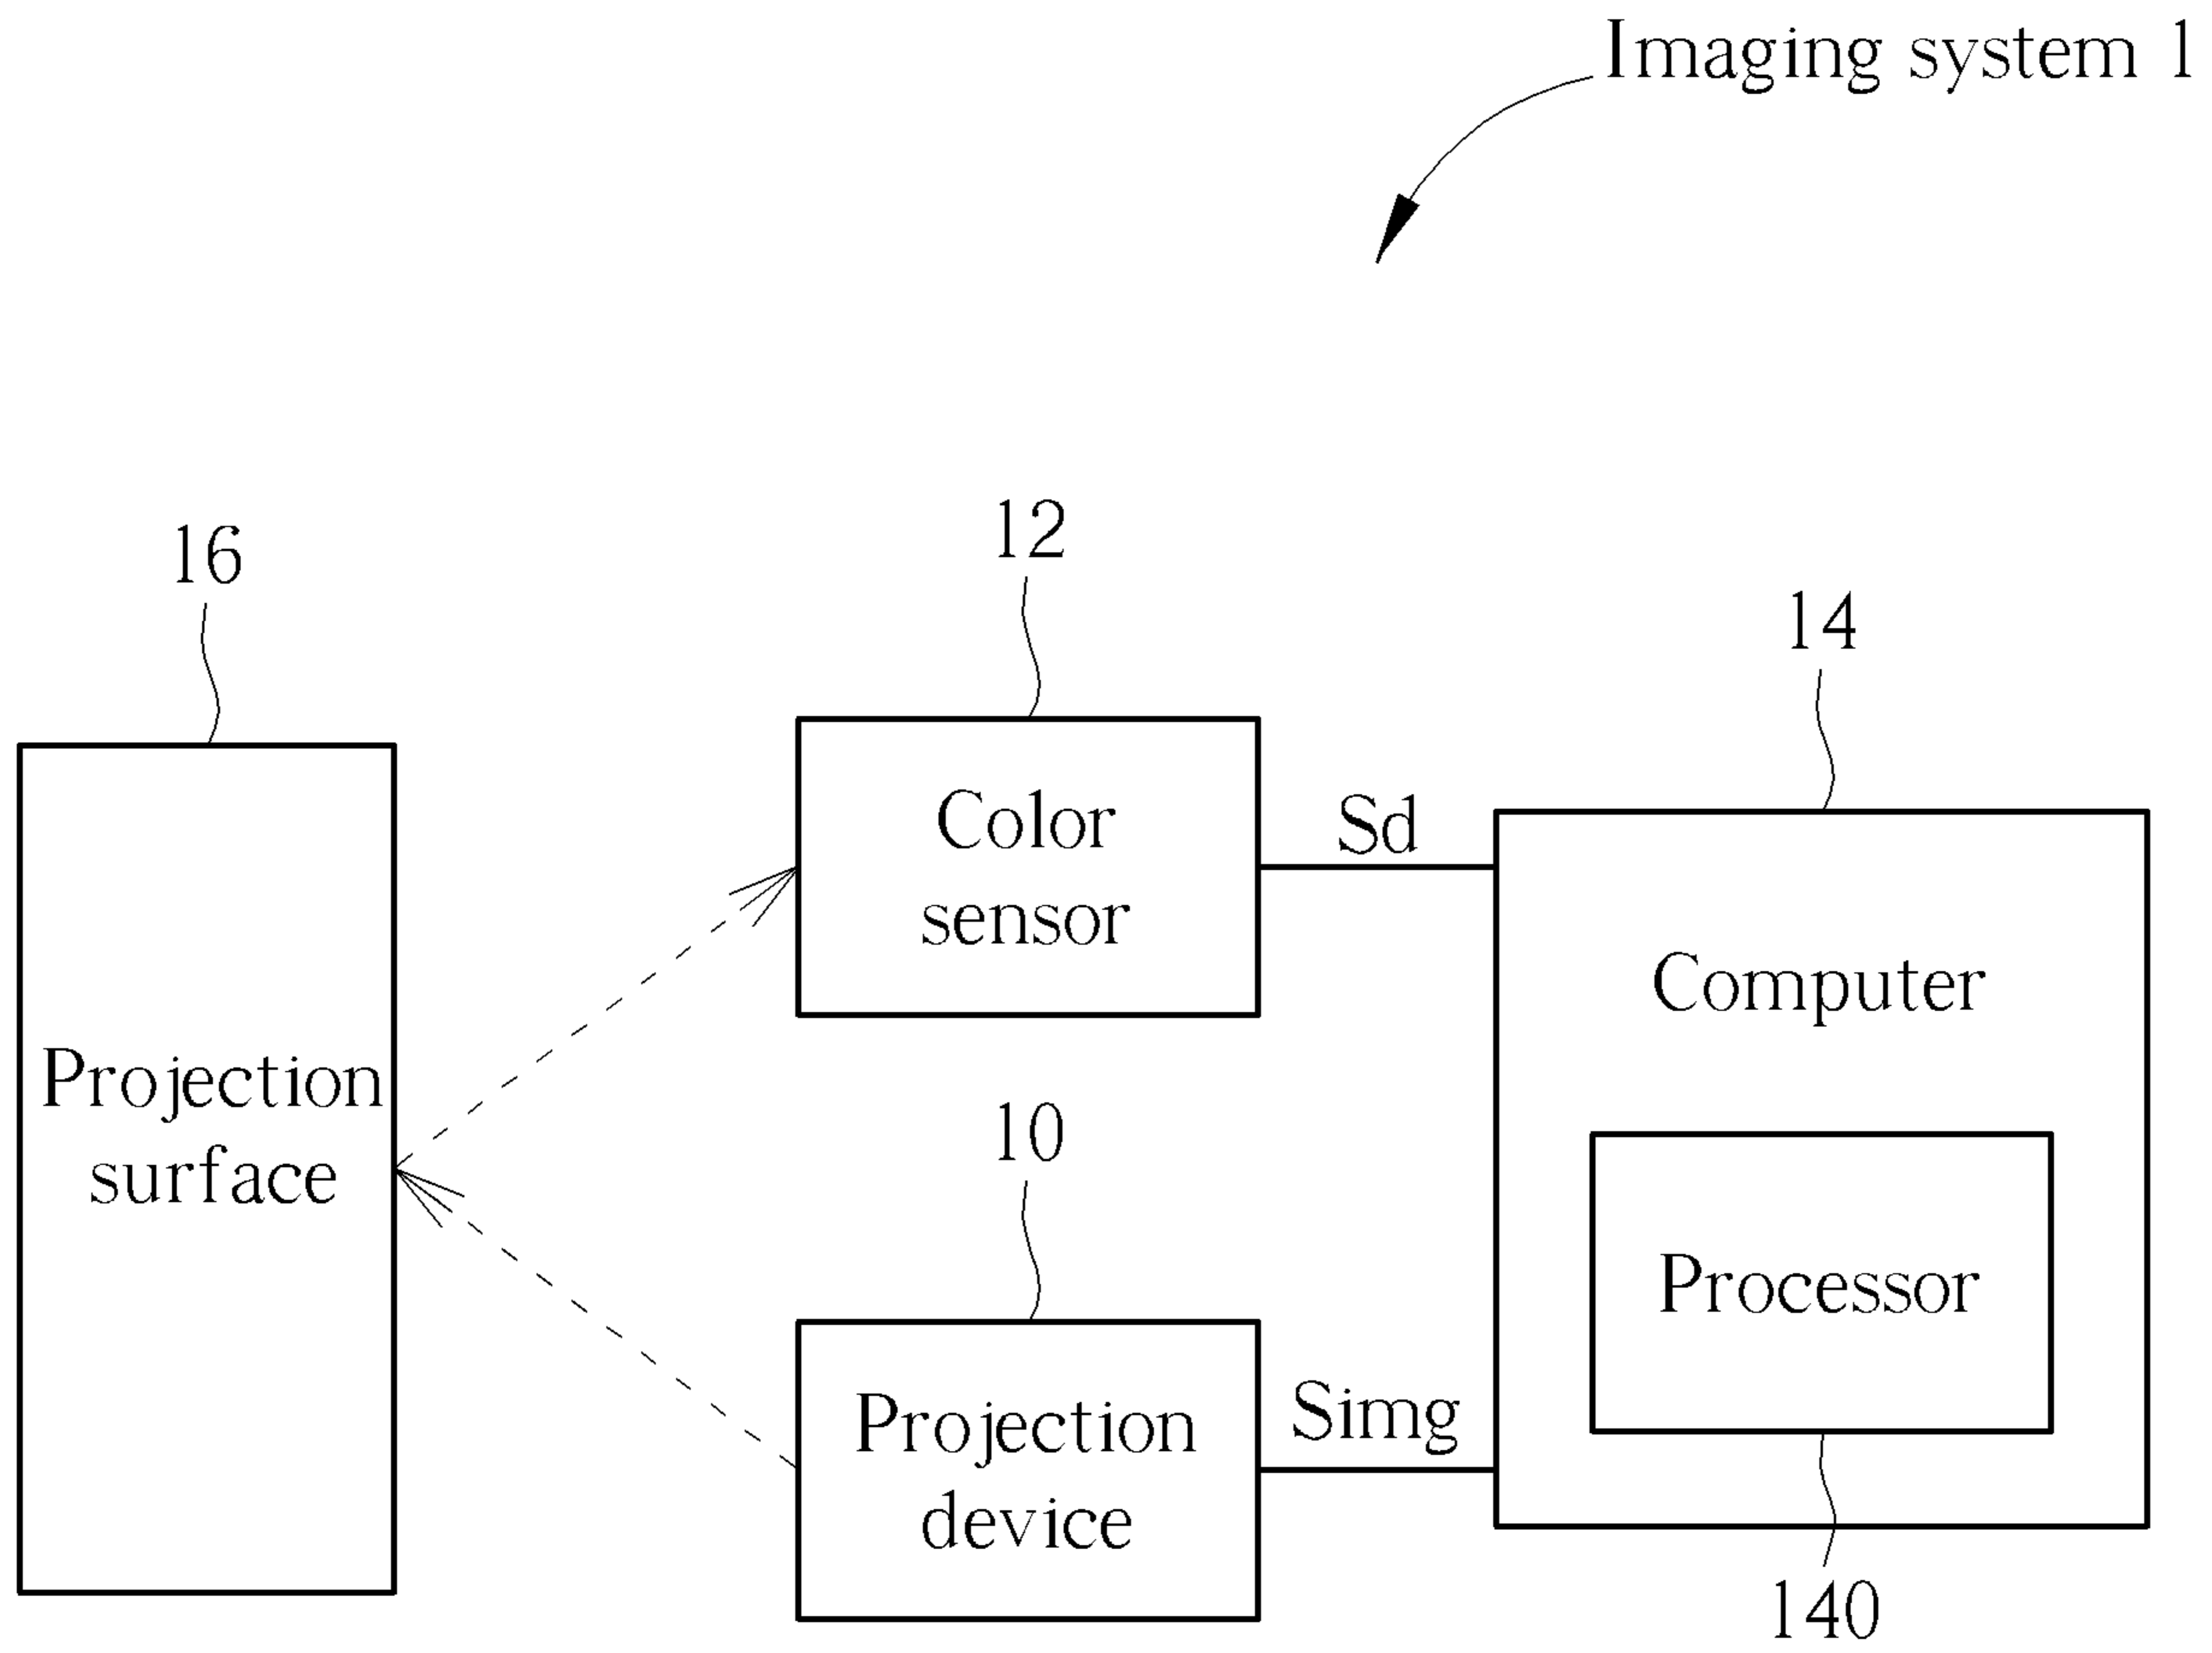 Imaging system 1
16
12
14
Color
sensor
Sd
Computer
Projection
surface
10
Processor
Projection
device
Simg
140